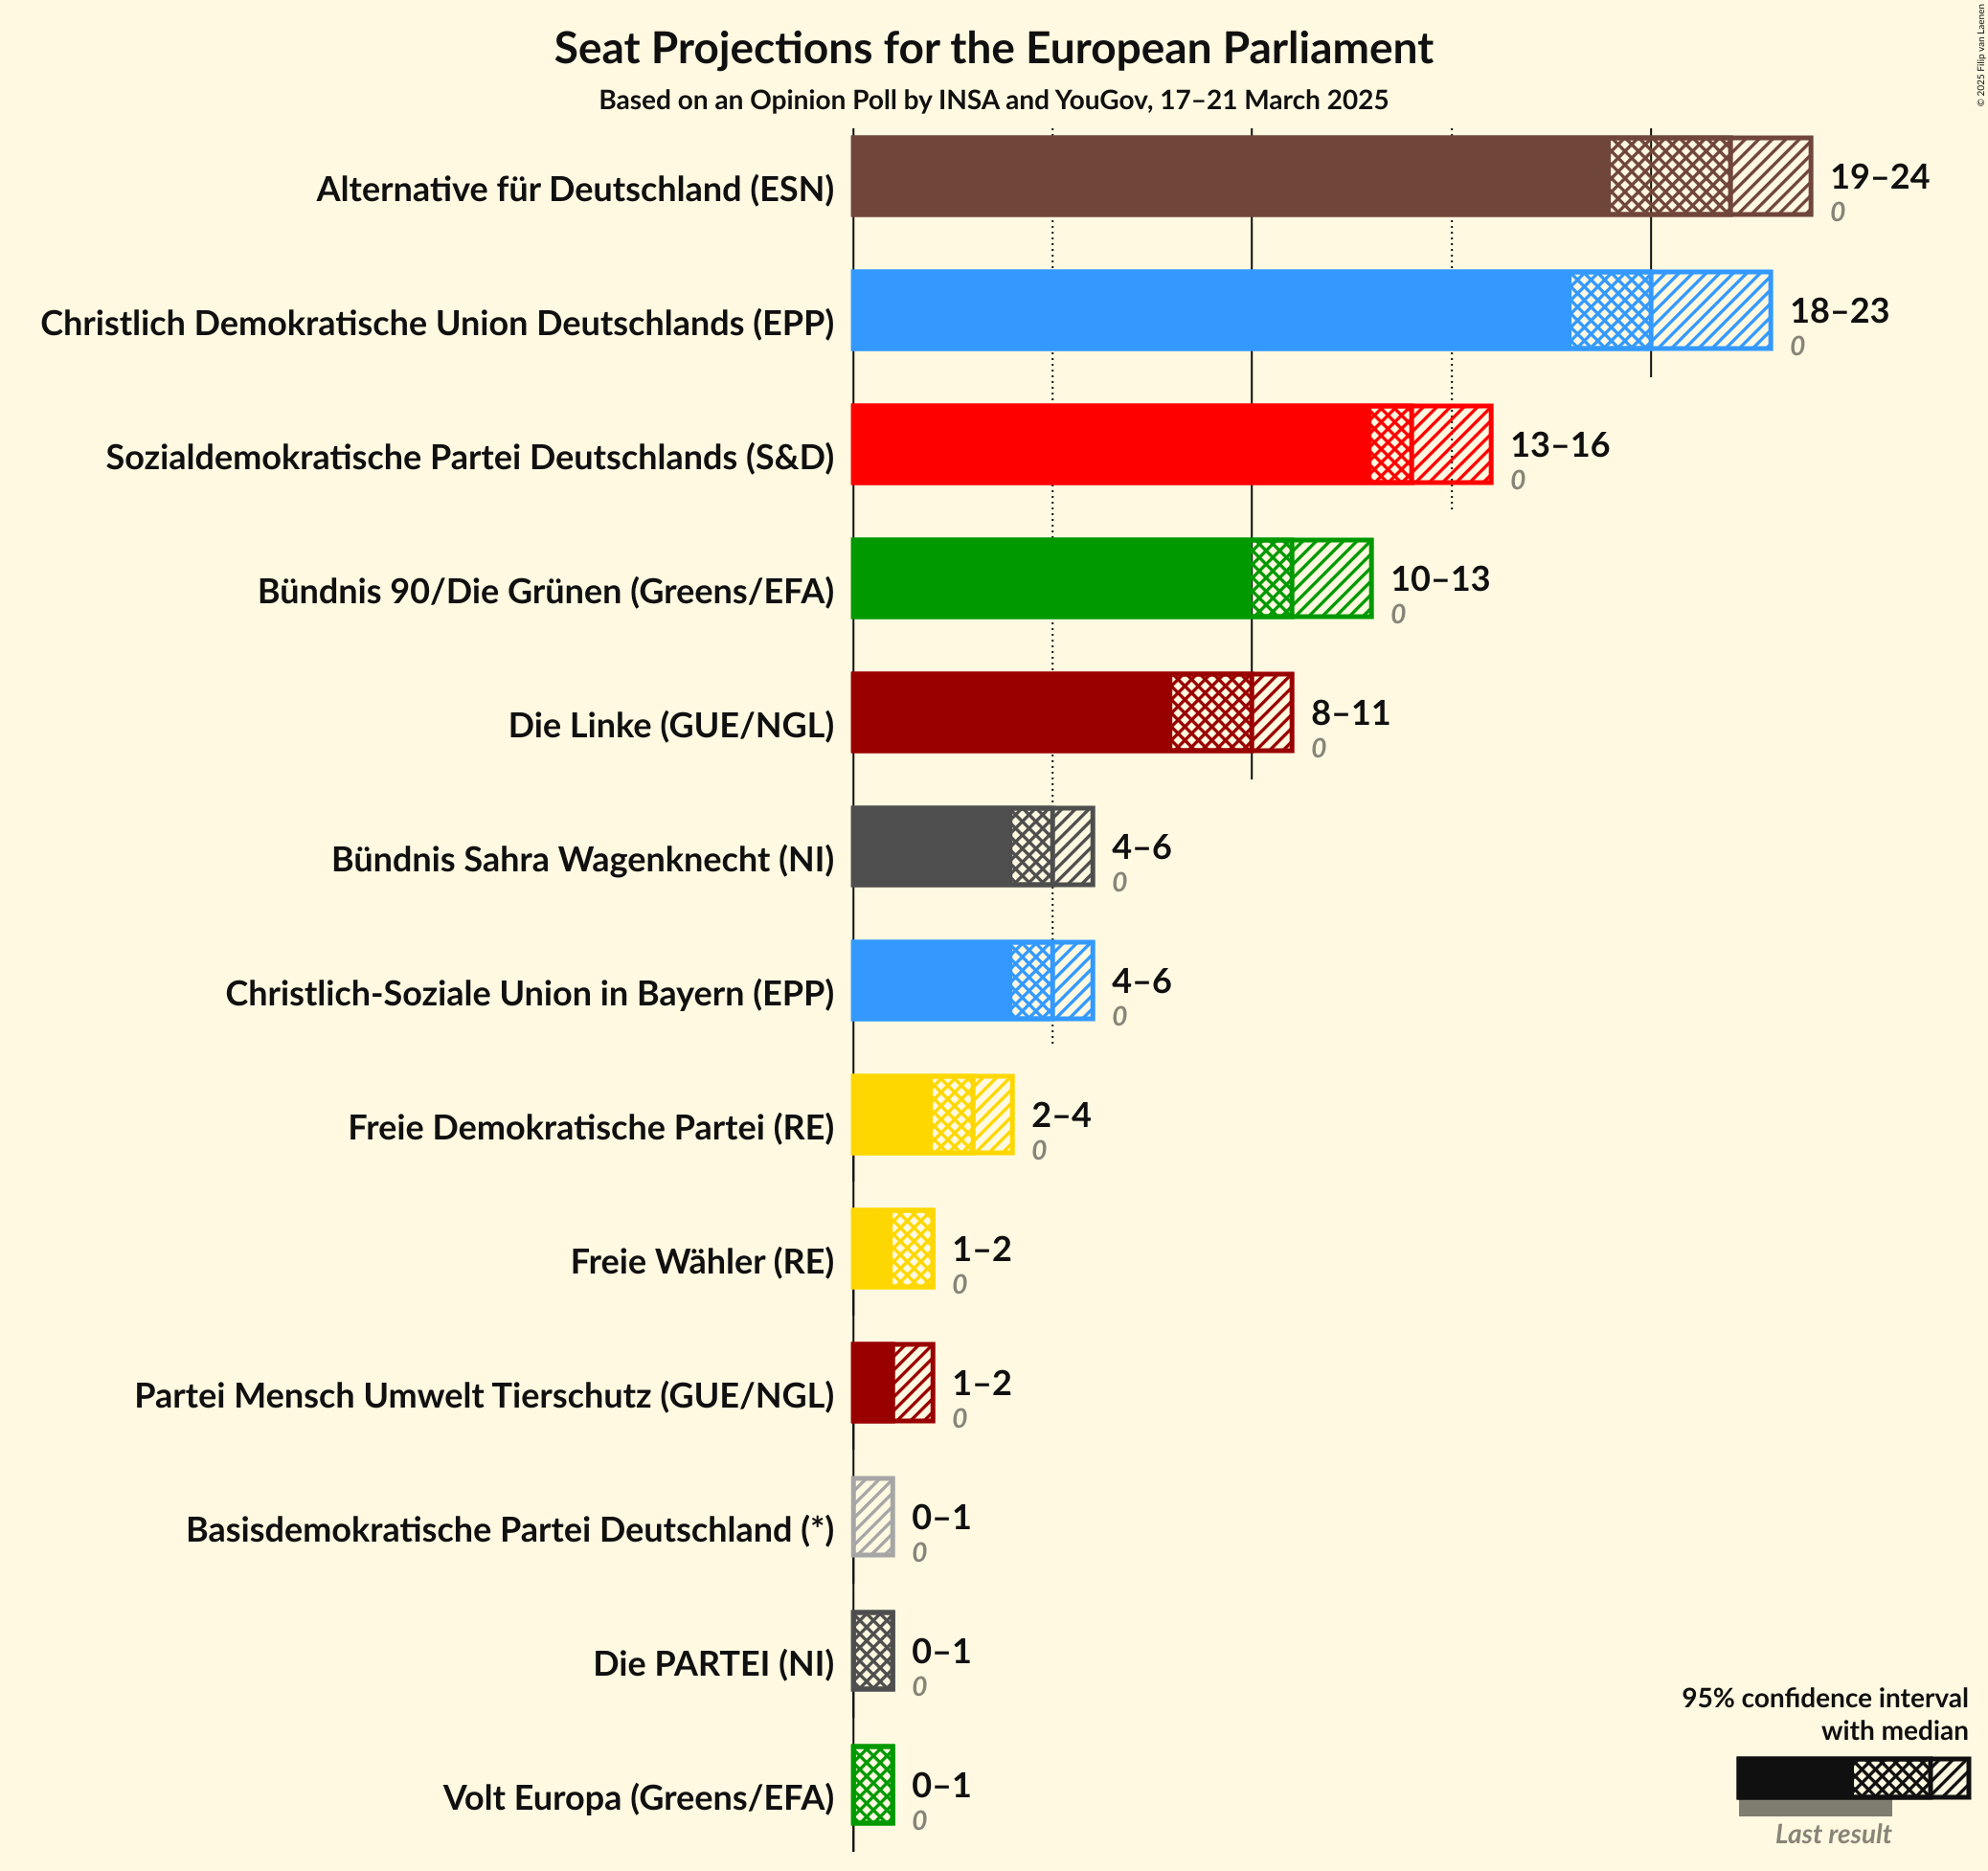 Seat Projections for the European Parliament
Based on an Opinion Poll by INSA and YouGov, 17–21 March 2025
© 2025 Filip van Laenen
Alternative für Deutschland (ESN)
19–24
0
Christlich Demokratische Union Deutschlands (EPP)
18–23
0
Sozialdemokratische Partei Deutschlands (S&D)
13–16
0
Bündnis 90/Die Grünen (Greens/EFA)
10–13
0
Die Linke (GUE/NGL)
8–11
0
Bündnis Sahra Wagenknecht (NI)
4–6
0
Christlich-Soziale Union in Bayern (EPP)
4–6
0
Freie Demokratische Partei (RE)
2–4
0
Freie Wähler (RE)
1–2
0
Partei Mensch Umwelt Tierschutz (GUE/NGL)
1–2
0
Basisdemokratische Partei Deutschland (*)
0–1
0
Die PARTEI (NI)
0–1
0
Volt Europa (Greens/EFA)
0–1
0
95% confidence interval
with median
Last result